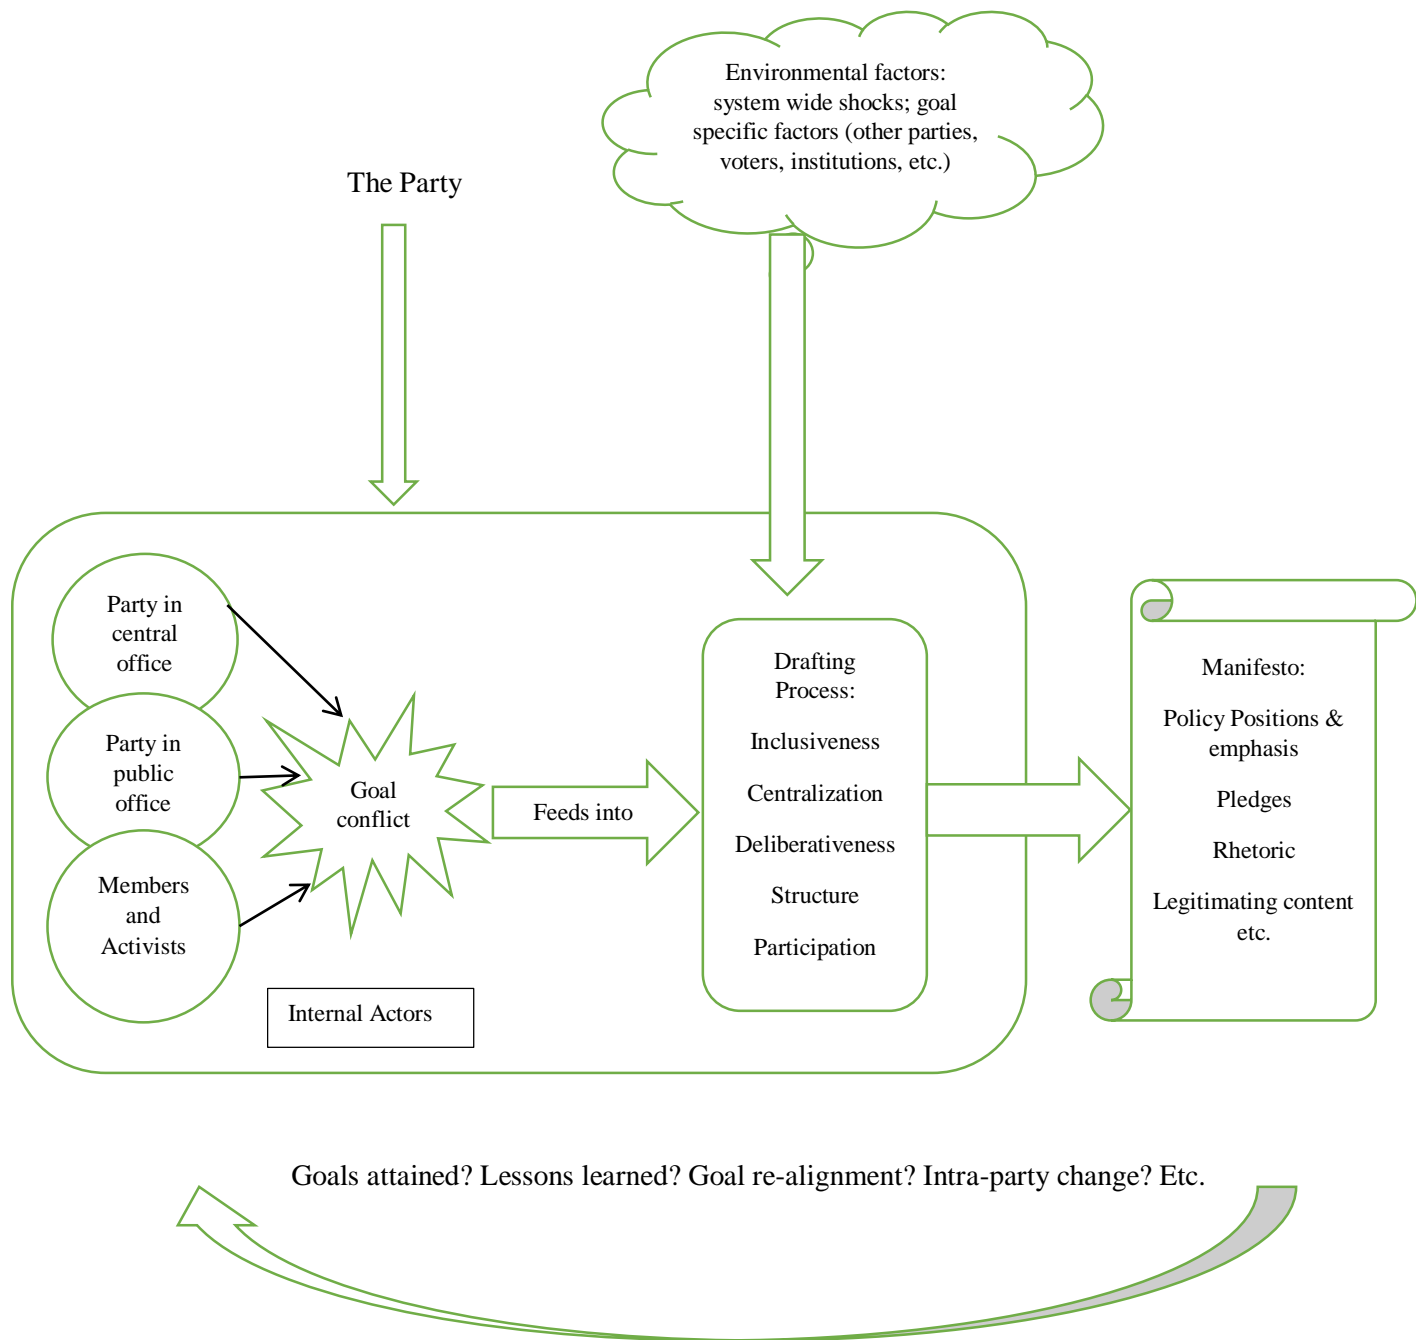 Environmental factors:
system wide shocks; goal
specific factors (other parties,
voters, institutions, etc.)
The Party
Party in
central
office
Party in
public
office
Members
and
Activists
Goal
conflict
Internal Actors
Feeds into
Drafting
Process:
Inclusiveness
Centralization
Deliberativeness
Structure
Participation
Manifesto:
Policy Positions &
emphasis
Pledges
Rhetoric
Legitimating content
etc.
Goals attained? Lessons learned? Goal re-alignment? Intra-party change? Etc.